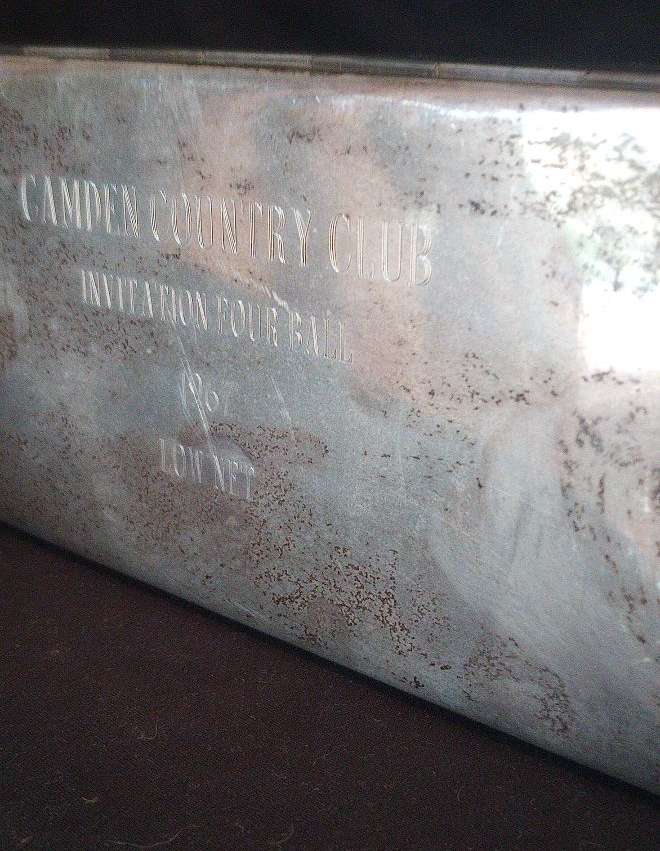 CAMDEN COUNTRY CLUB
INVITATION FOUR BALL
LOW NET